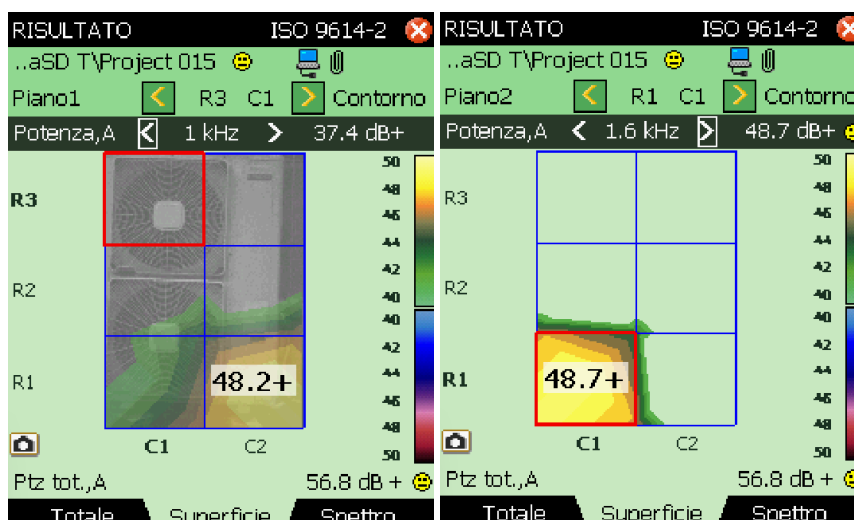 RISULTATO ISO 9614-2
..aSD T\Project 015
Piano1 < R3 C1 > Contorno
Potenza,A < 1 kHz > 37.4 dB+
50
48
R3
46
44
42
R2
40
40
42
44
R1
48.2+
46
48
C1 C2
50
Ptz tot.,A 56.8 dB +
Totale Superficie Spettro
RISULTATO ISO 9614-2
..aSD T\Project 015
Piano2 < R1 C1 > Contorno
Potenza,A < 1.6 kHz > 48.7 dB+
50
48
R3
46
44
42
R2
40
40
42
44
R1
48.7+
46
48
C1 C2
50
Ptz tot.,A 56.8 dB +
Totale Superficie Spettro